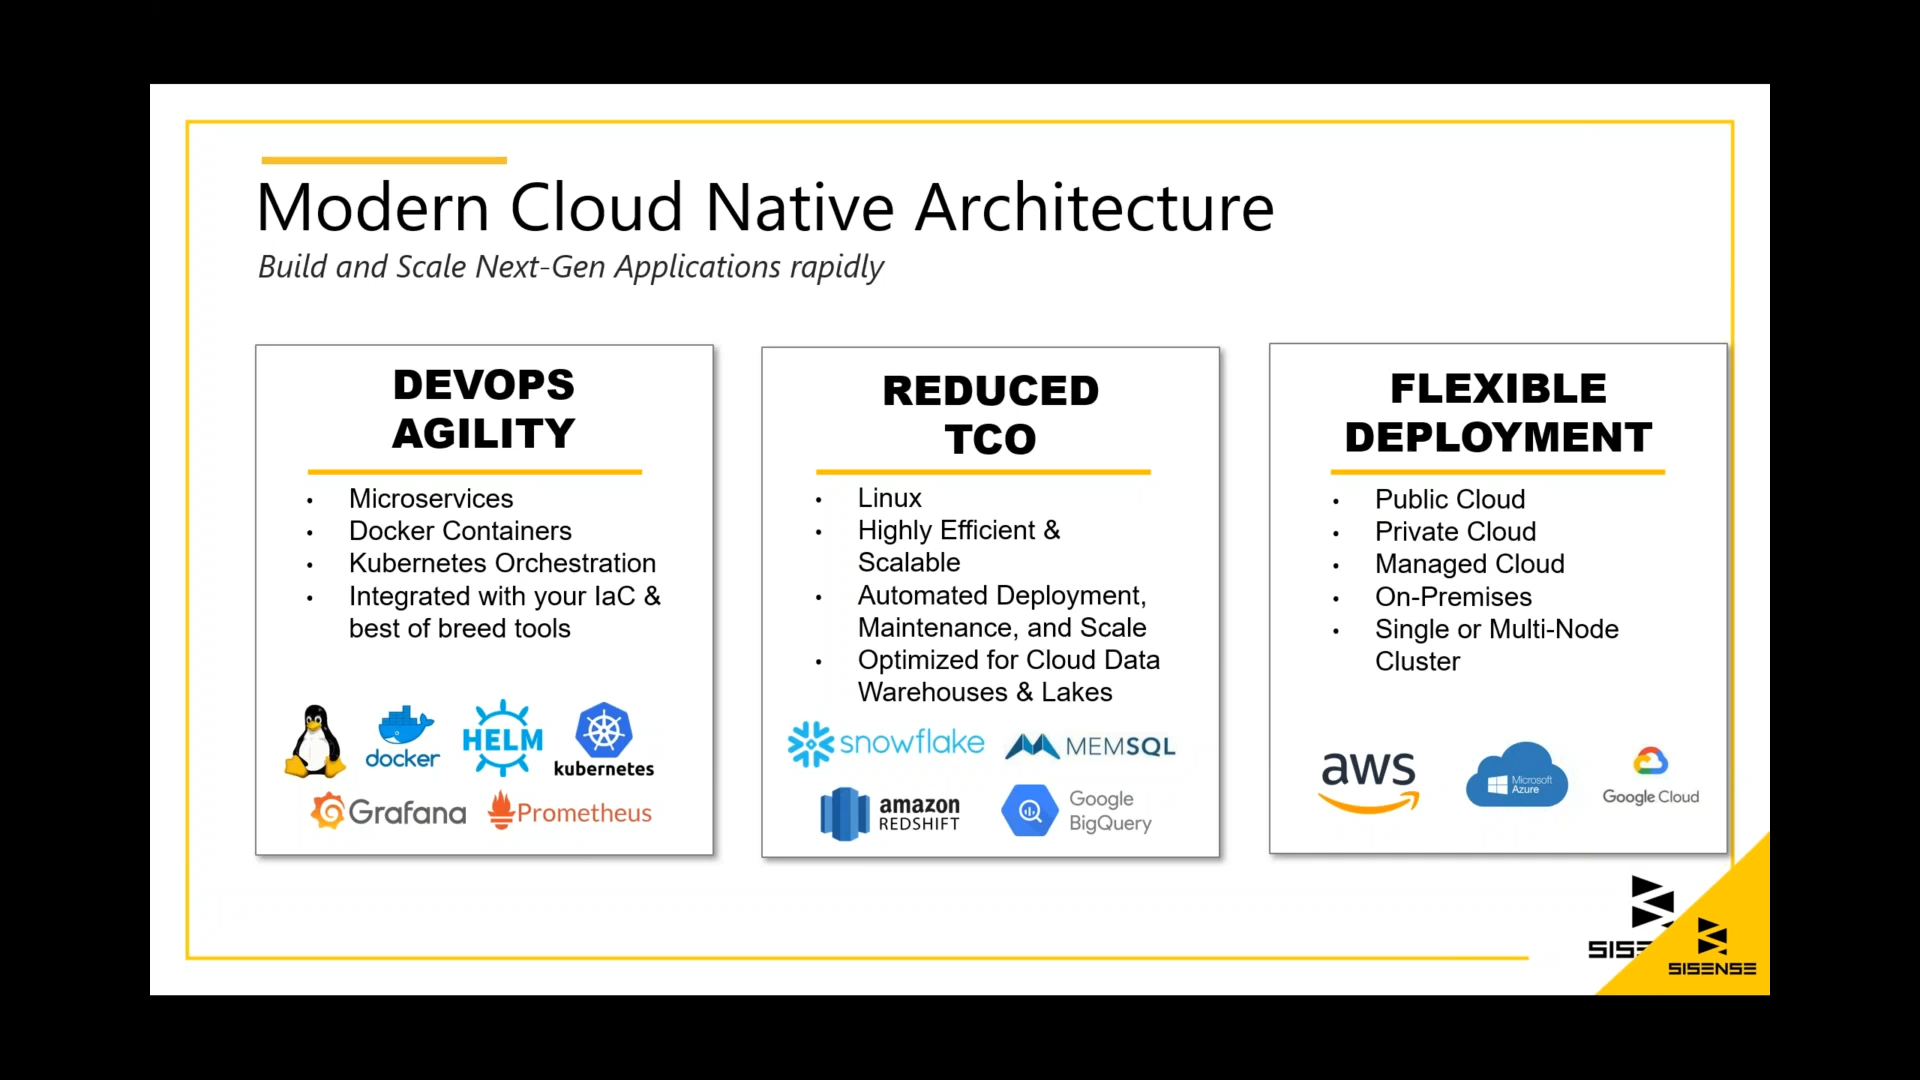 Modern Cloud Native Architecture
Build and Scale Next-Gen Applications rapidly
DEVOPS
AGILITY
• Microservices
• Docker Containers
• Kubernetes Orchestration
• Integrated with your IaC &
best of breed tools
docker
HELM
kubernetes
Grafana
Prometheus
REDUCED
TCO
• Linux
• Highly Efficient &
Scalable
• Automated Deployment,
Maintenance, and Scale
• Optimized for Cloud Data
Warehouses & Lakes
snowflake
MEMSQL
amazon
REDSHIFT
Google
BigQuery
FLEXIBLE
DEPLOYMENT
• Public Cloud
• Private Cloud
• Managed Cloud
• On-Premises
• Single or Multi-Node
Cluster
aws
Microsoft
Azure
Google Cloud
SISE
SISENSE